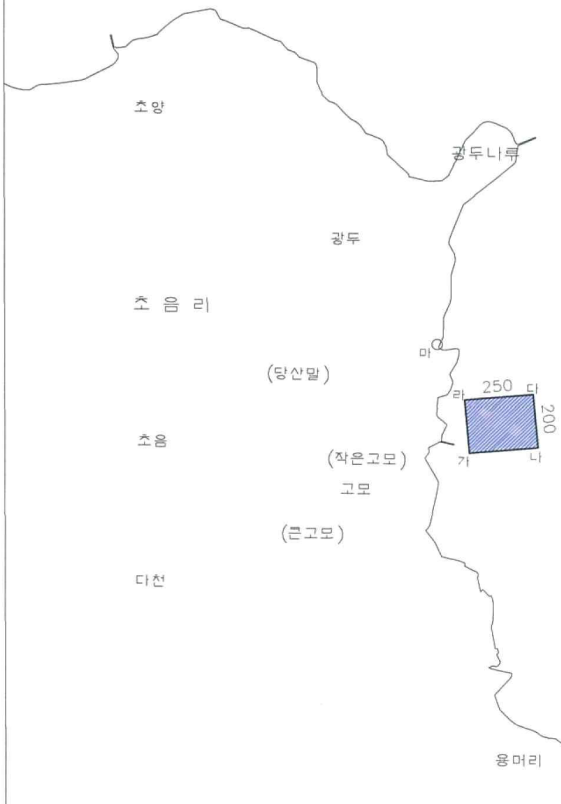 초양
광두나루
광두
초 음 리
마
(당산말)
라
250
다
200
초음
(작은고모)
가
나
고모
(큰고모)
다천
용머리